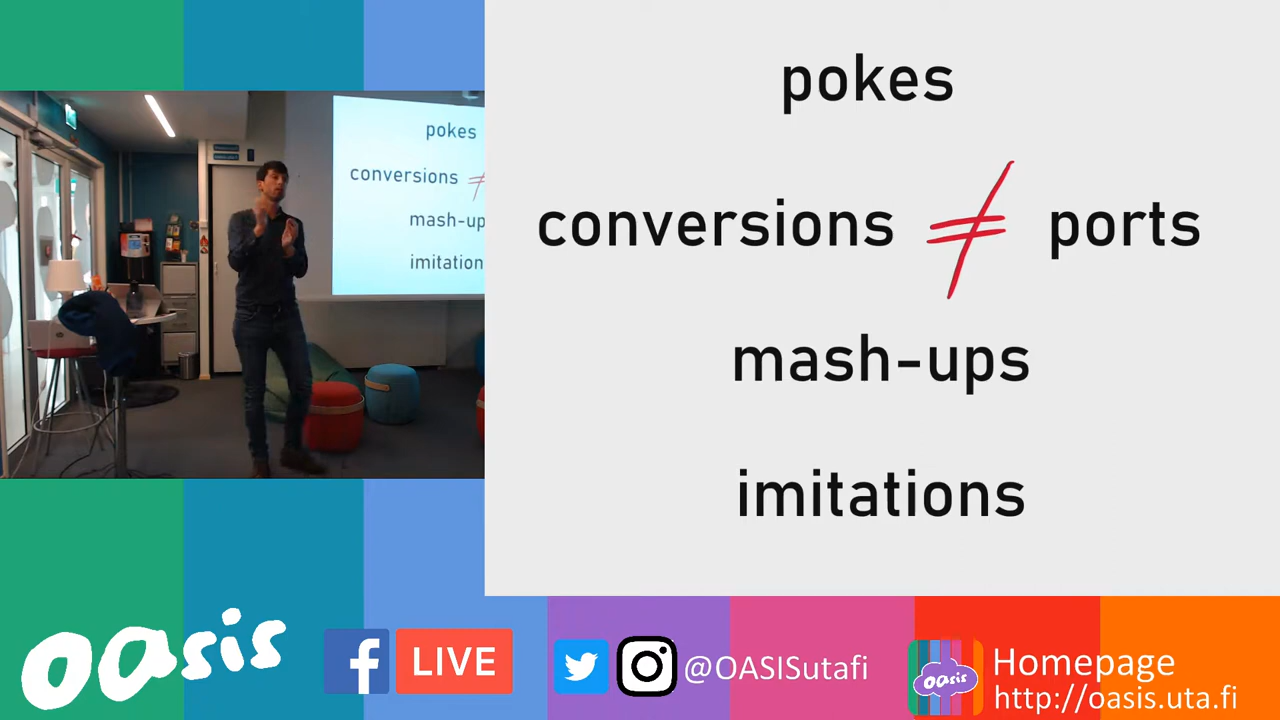 pokes
conversions ≠ ports
mash-ups
imitations
pokes
conversions ≠
mash-up
imitation
oasis
f LIVE
@OASISutafi
oasis
Homepage
http://oasis.uta.fi